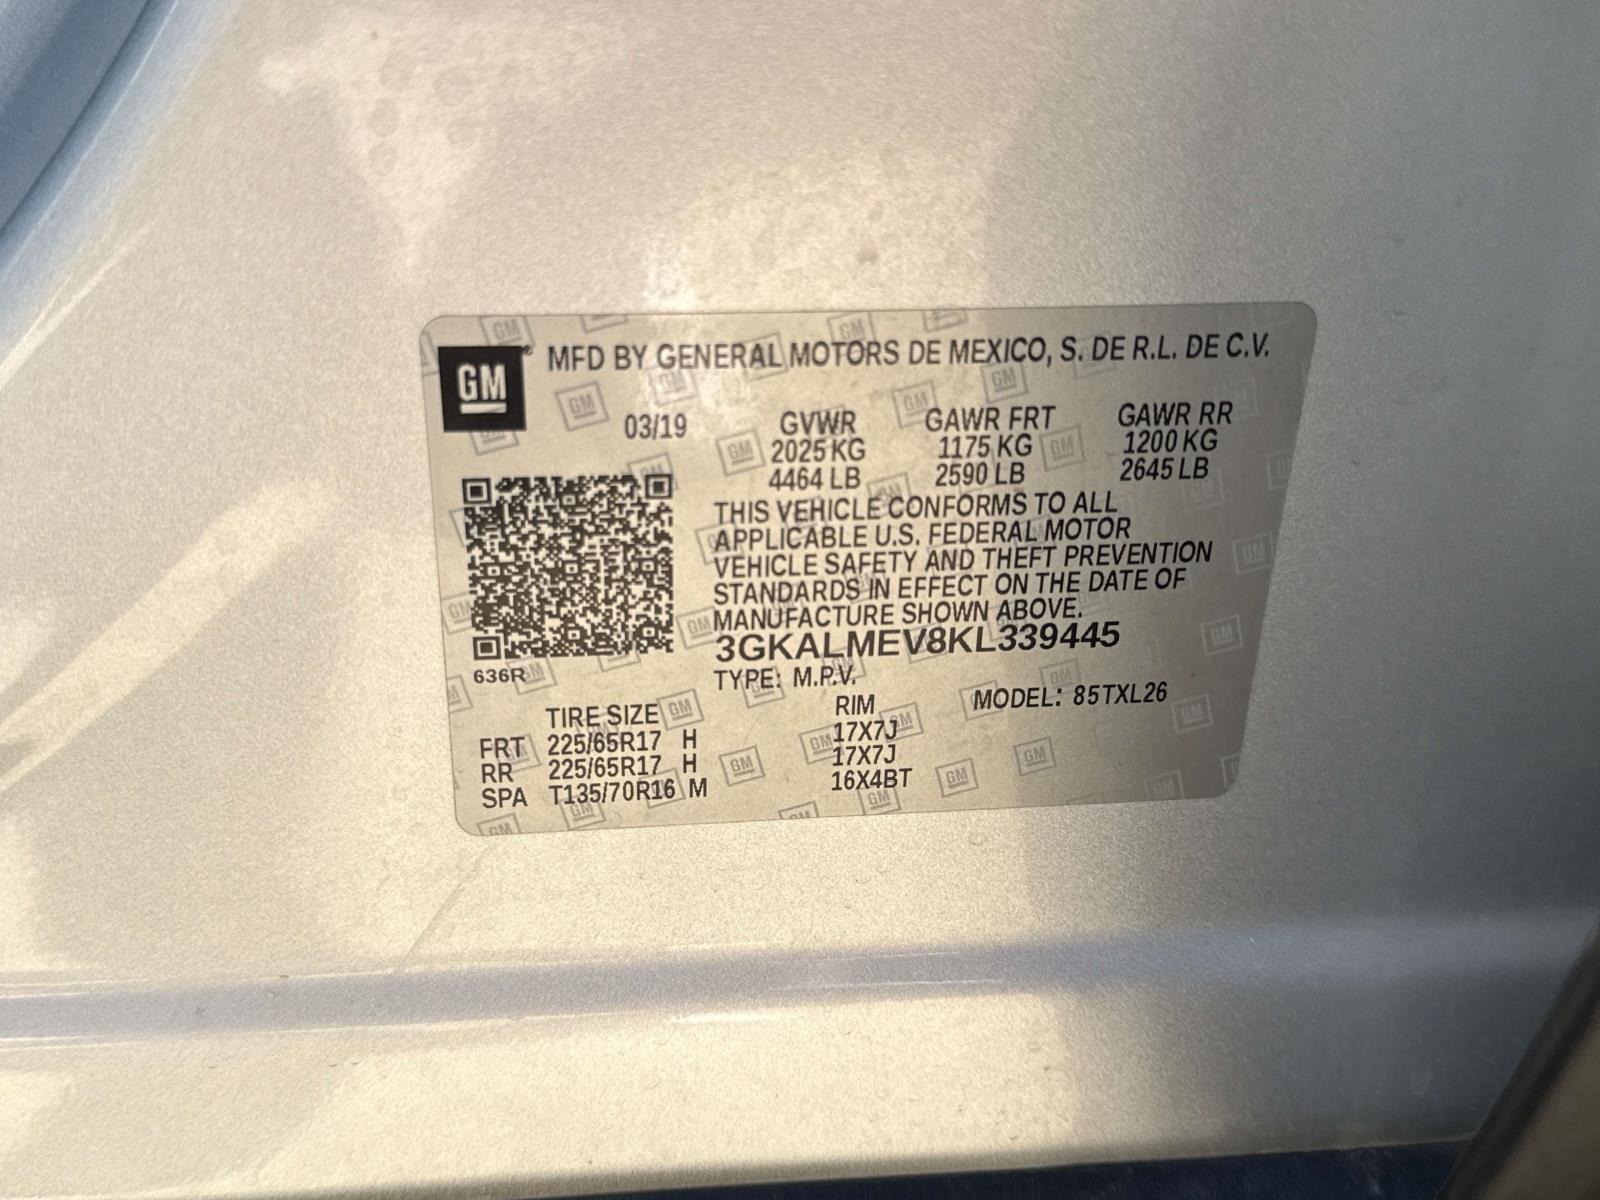 GM MFD BY GENERAL MOTORS DE MEXICO, S. DE R.L. DE C.V.
03/19 GVWR GAWR FRT GAWR RR
2025 KG 1175 KG 1200 KG
4464 LB 2590 LB 2645 LB
THIS VEHICLE CONFORMS TO ALL
APPLICABLE U.S. FEDERAL MOTOR
VEHICLE SAFETY AND THEFT PREVENTION
STANDARDS IN EFFECT ON THE DATE OF
MANUFACTURE SHOWN ABOVE.
3GKALMEV8KL339445
636R
TYPE: M.P.V. MODEL: 85TXL26
TIRE SIZE RIM
FRT 225/65R17 H 17X7J
RR 225/65R17 H 17X7J
SPA T135/70R16 M 16X4BT